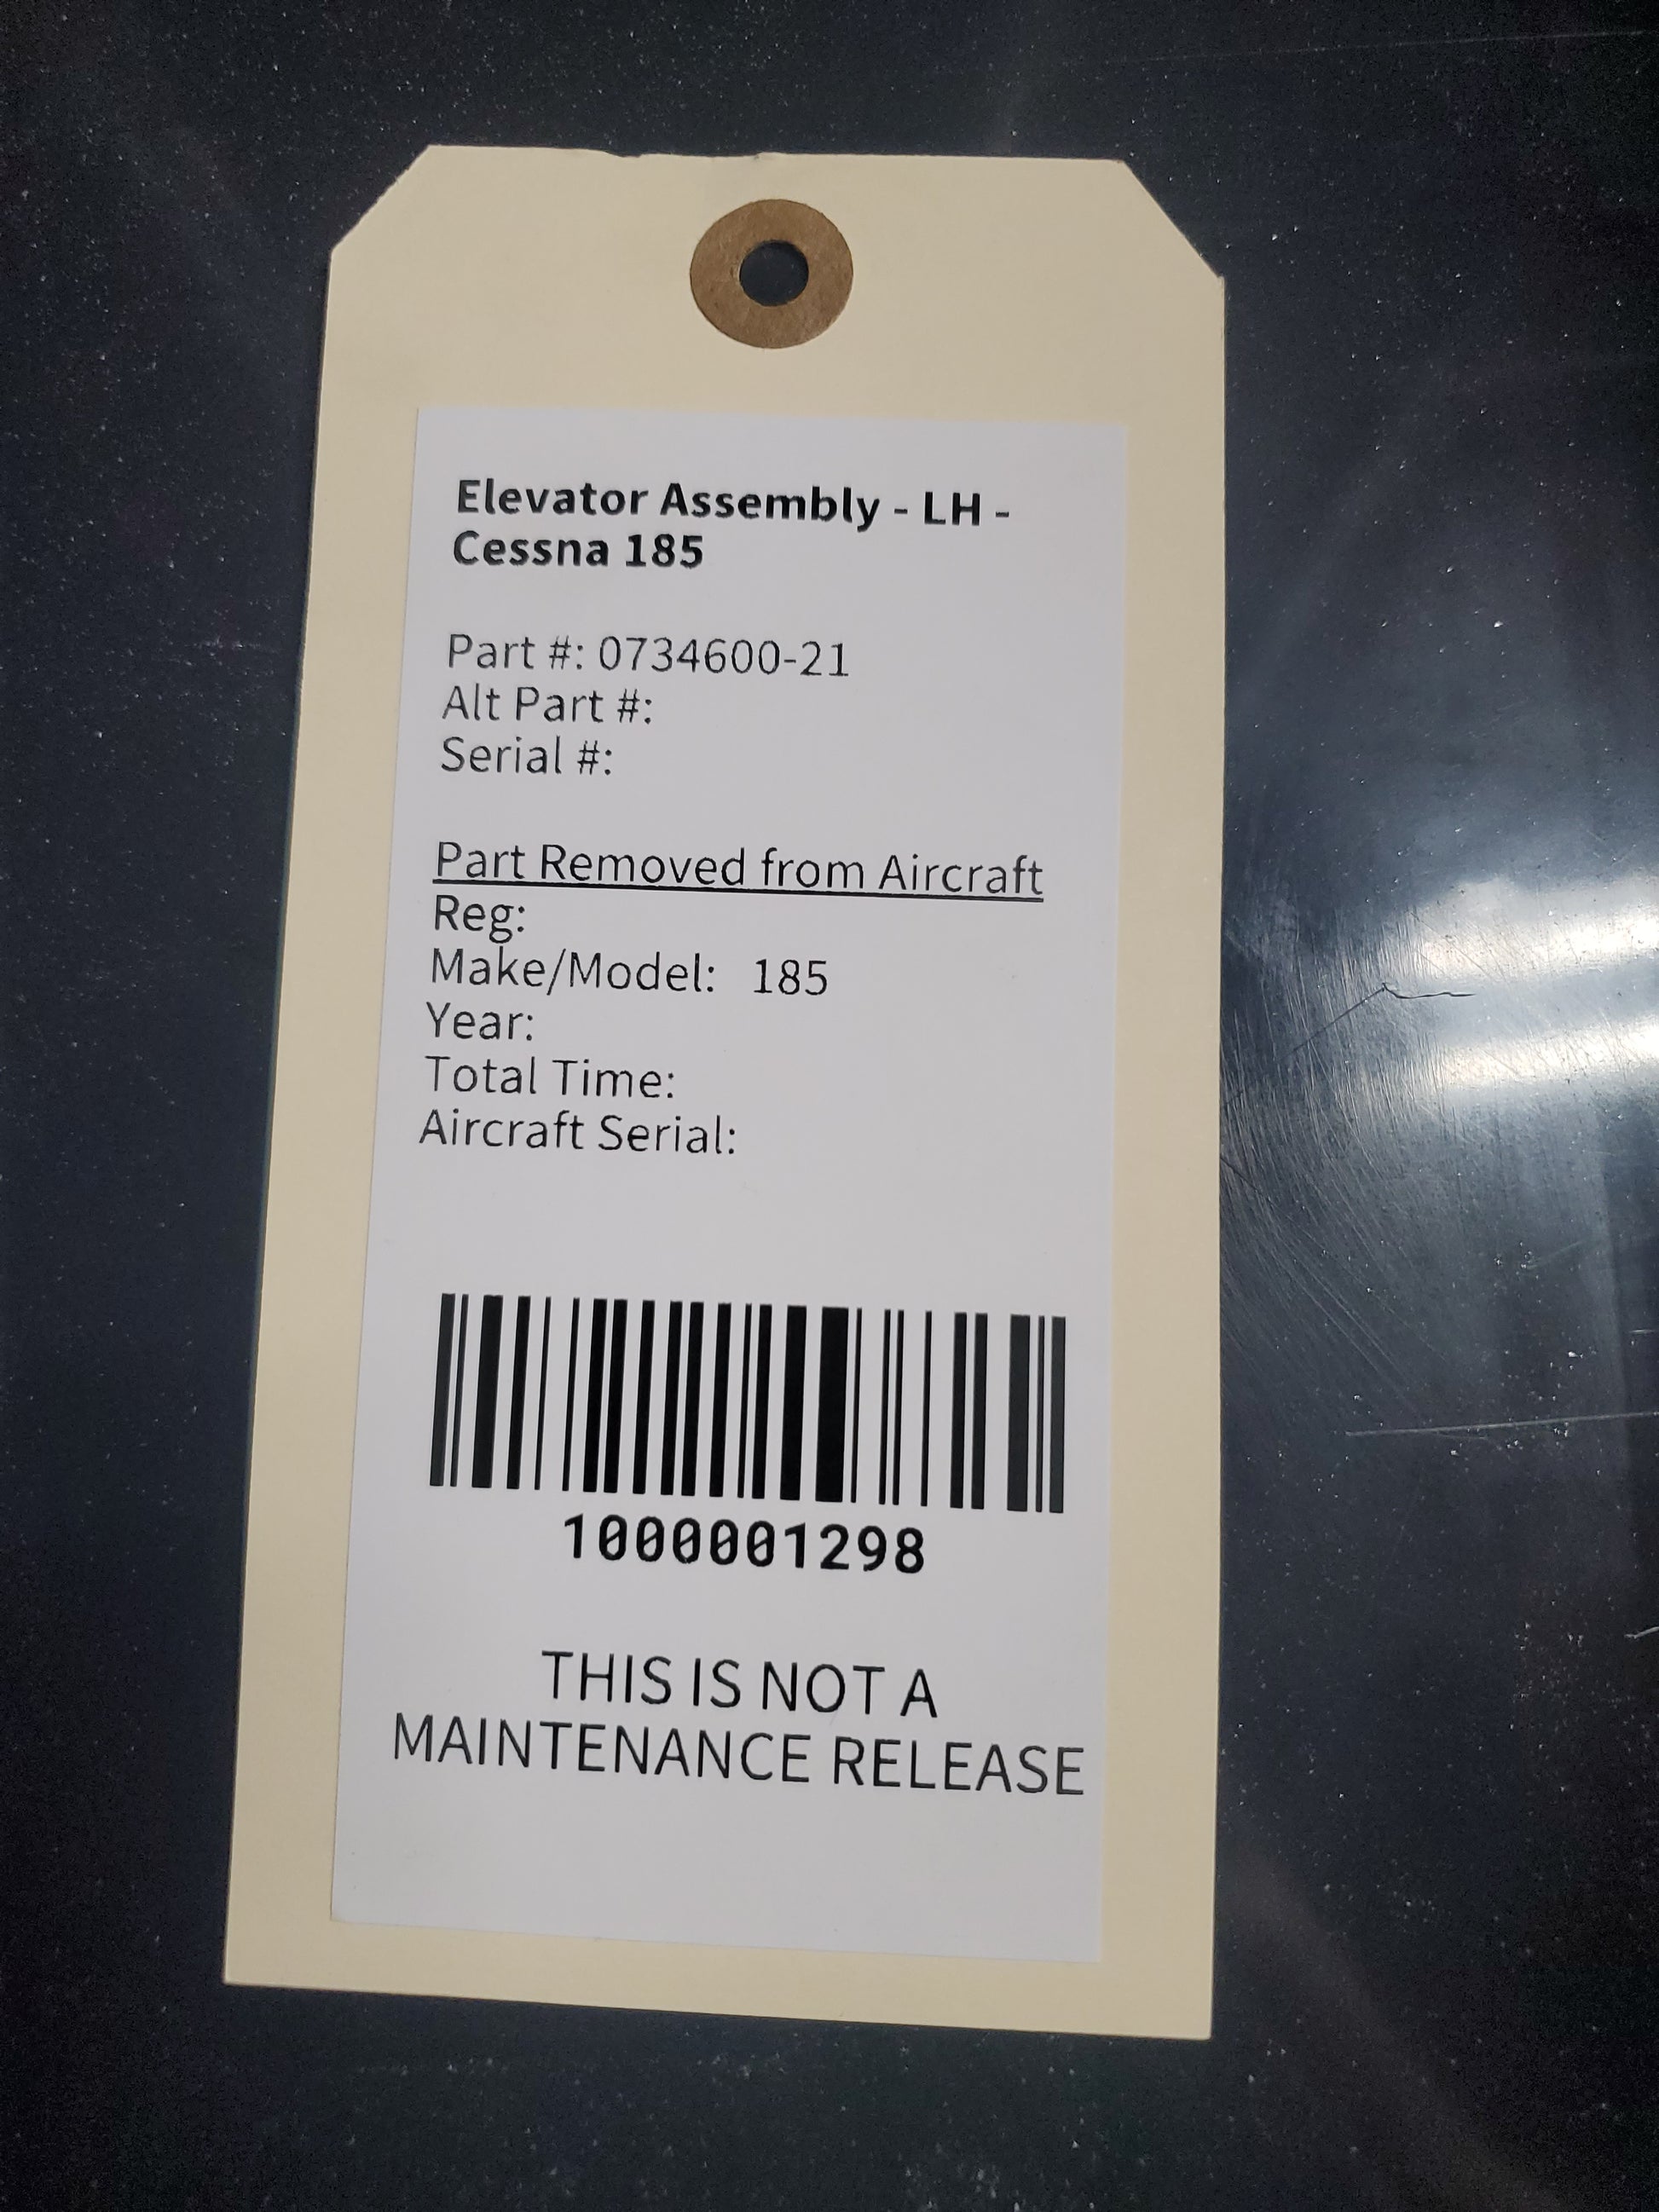 Elevator Assembly - LH -
Cessna 185
Part #: 0734600-21
Alt Part #:
Serial #:
Part Removed from Aircraft
Reg:
Make/Model: 185
Year:
Total Time:
Aircraft Serial:
1000001298
THIS IS NOT A
MAINTENANCE RELEASE